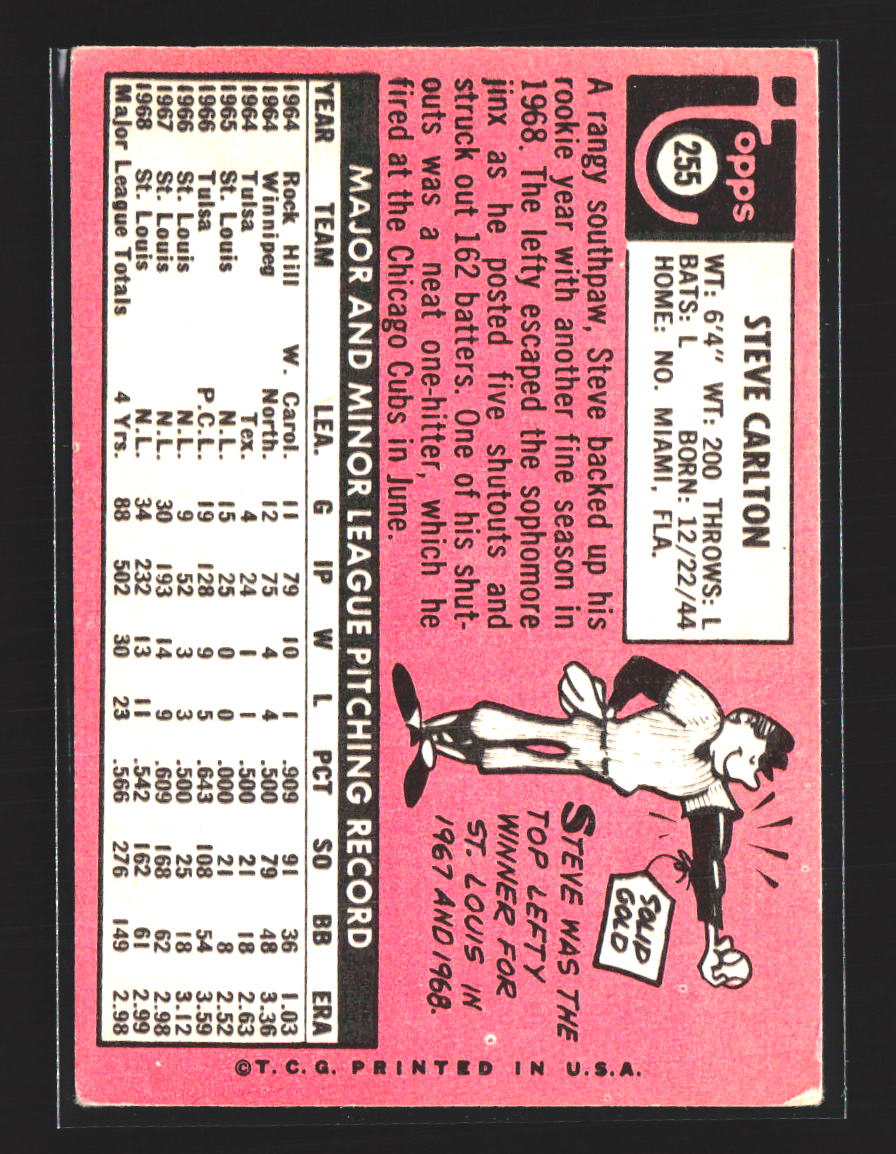 Topps
255
STEVE CARLTON
WT: 6'4" WT: 200 THROWS: L
BATS: L BORN: 12/22/44
HOME: NO. MIAMI, FLA.
A rangy southpaw, Steve backed up his
rookie year with another fine season in
1968. The lefty escaped the sophomore
jinx as he posted five shutouts and
struck out 162 batters. One of his shut-
outs was a neat one-hitter, which he
fired at the Chicago Cubs in June.
SOLID
GOLD
STEVE WAS THE
TOP LEFTY
WINNER FOR
ST. LOUIS IN
1967 AND 1968.
MAJOR AND MINOR LEAGUE PITCHING RECORD
YEAR TEAM LEA. G IP W L PCT SO BB ERA
1964 Rock Hill W. Carol. 11 79 10 1 .909 91 36 1.03
1964 Winnipeg North. 12 75 4 4 .500 79 48 3.36
1964 Tulsa Tex. 4 24 1 1 .500 21 18 2.63
1965 St. Louis N.L. 15 25 0 0 .000 21 8 2.52
1966 Tulsa P.C.L. 19 128 9 5 .643 108 54 3.59
1966 St. Louis N.L. 9 52 3 3 .500 25 18 3.12
1967 St. Louis N.L. 30 193 14 9 .609 168 62 2.98
1968 St. Louis N.L. 34 232 13 11 .542 162 61 2.99
Major League Totals 4 Yrs. 88 502 30 23 .566 276 149 2.98
©T.C.G. PRINTED IN U.S.A.